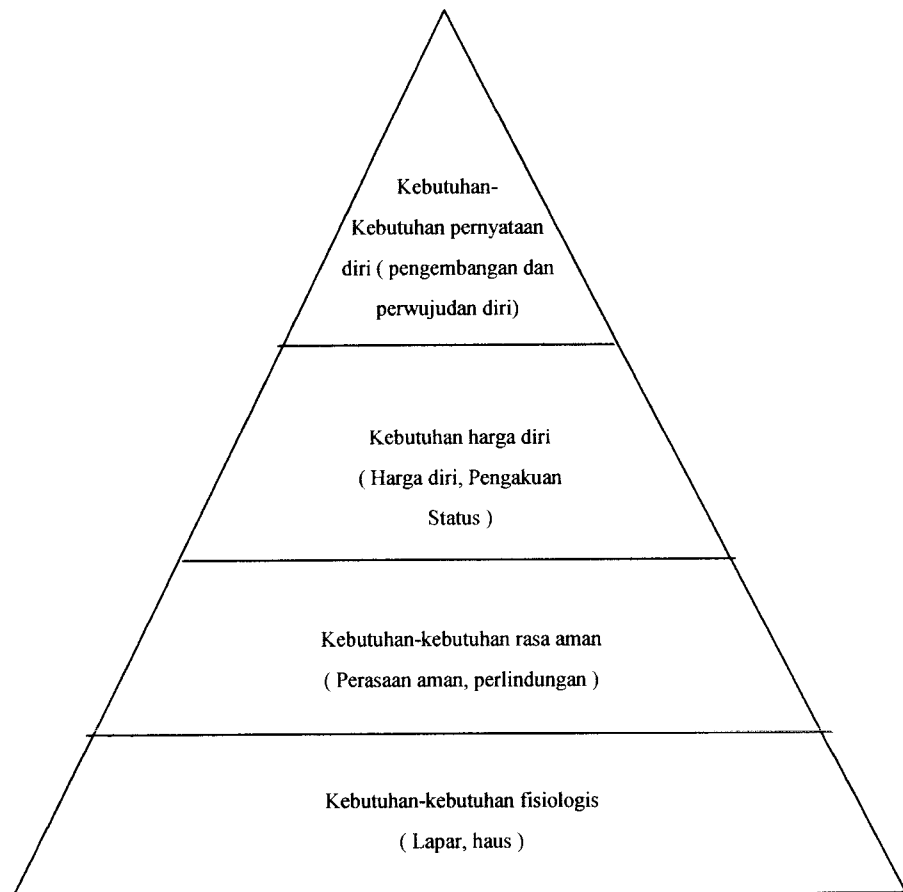 Kebutuhan-
Kebutuhan pernyataan
diri ( pengembangan dan
perwujudan diri)
Kebutuhan harga diri
( Harga diri, Pengakuan
Status )
Kebutuhan-kebutuhan rasa aman
( Perasaan aman, perlindungan )
Kebutuhan-kebutuhan fisiologis
( Lapar, haus )